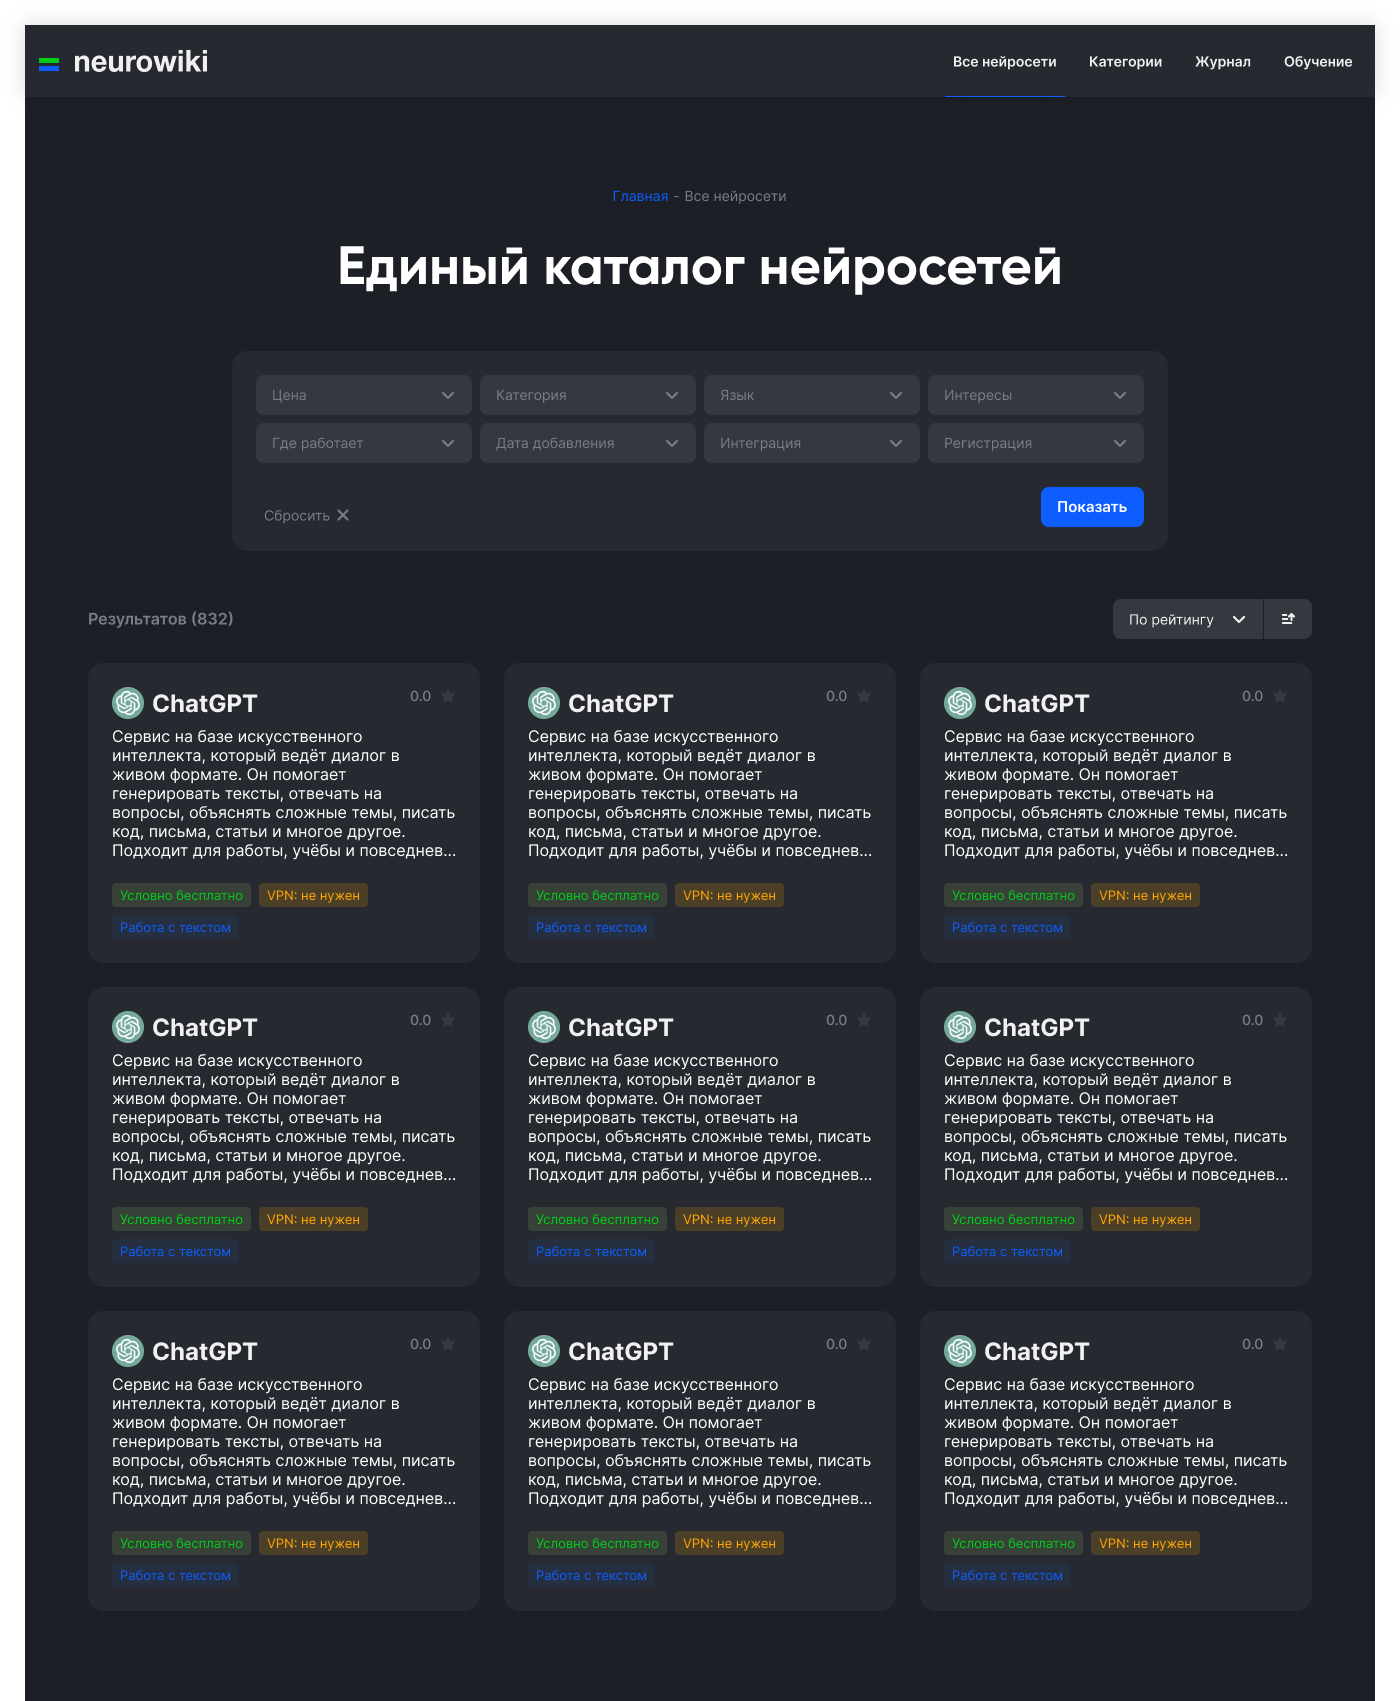 neurowiki
Все нейросети Категории Журнал Обучение
Главная - Все нейросети
Единый каталог нейросетей
Цена Категория Язык Интересы
Где работает Дата добавления Интеграция Регистрация
Сбросить
Показать
Результатов (832)
По рейтингу
ChatGPT 0.0
Сервис на базе искусственного
интеллекта, который ведёт диалог в
живом формате. Он помогает
генерировать тексты, отвечать на
вопросы, объяснять сложные темы, писать
код, письма, статьи и многое другое.
Подходит для работы, учёбы и повседнев...
Условно бесплатно VPN: не нужен
Работа с текстом
ChatGPT 0.0
Сервис на базе искусственного
интеллекта, который ведёт диалог в
живом формате. Он помогает
генерировать тексты, отвечать на
вопросы, объяснять сложные темы, писать
код, письма, статьи и многое другое.
Подходит для работы, учёбы и повседнев...
Условно бесплатно VPN: не нужен
Работа с текстом
ChatGPT 0.0
Сервис на базе искусственного
интеллекта, который ведёт диалог в
живом формате. Он помогает
генерировать тексты, отвечать на
вопросы, объяснять сложные темы, писать
код, письма, статьи и многое другое.
Подходит для работы, учёбы и повседнев...
Условно бесплатно VPN: не нужен
Работа с текстом
ChatGPT 0.0
Сервис на базе искусственного
интеллекта, который ведёт диалог в
живом формате. Он помогает
генерировать тексты, отвечать на
вопросы, объяснять сложные темы, писать
код, письма, статьи и многое другое.
Подходит для работы, учёбы и повседнев...
Условно бесплатно VPN: не нужен
Работа с текстом
ChatGPT 0.0
Сервис на базе искусственного
интеллекта, который ведёт диалог в
живом формате. Он помогает
генерировать тексты, отвечать на
вопросы, объяснять сложные темы, писать
код, письма, статьи и многое другое.
Подходит для работы, учёбы и повседнев...
Условно бесплатно VPN: не нужен
Работа с текстом
ChatGPT 0.0
Сервис на базе искусственного
интеллекта, который ведёт диалог в
живом формате. Он помогает
генерировать тексты, отвечать на
вопросы, объяснять сложные темы, писать
код, письма, статьи и многое другое.
Подходит для работы, учёбы и повседнев...
Условно бесплатно VPN: не нужен
Работа с текстом
ChatGPT 0.0
Сервис на базе искусственного
интеллекта, который ведёт диалог в
живом формате. Он помогает
генерировать тексты, отвечать на
вопросы, объяснять сложные темы, писать
код, письма, статьи и многое другое.
Подходит для работы, учёбы и повседнев...
Условно бесплатно VPN: не нужен
Работа с текстом
ChatGPT 0.0
Сервис на базе искусственного
интеллекта, который ведёт диалог в
живом формате. Он помогает
генерировать тексты, отвечать на
вопросы, объяснять сложные темы, писать
код, письма, статьи и многое другое.
Подходит для работы, учёбы и повседнев...
Условно бесплатно VPN: не нужен
Работа с текстом
ChatGPT 0.0
Сервис на базе искусственного
интеллекта, который ведёт диалог в
живом формате. Он помогает
генерировать тексты, отвечать на
вопросы, объяснять сложные темы, писать
код, письма, статьи и многое другое.
Подходит для работы, учёбы и повседнев...
Условно бесплатно VPN: не нужен
Работа с текстом